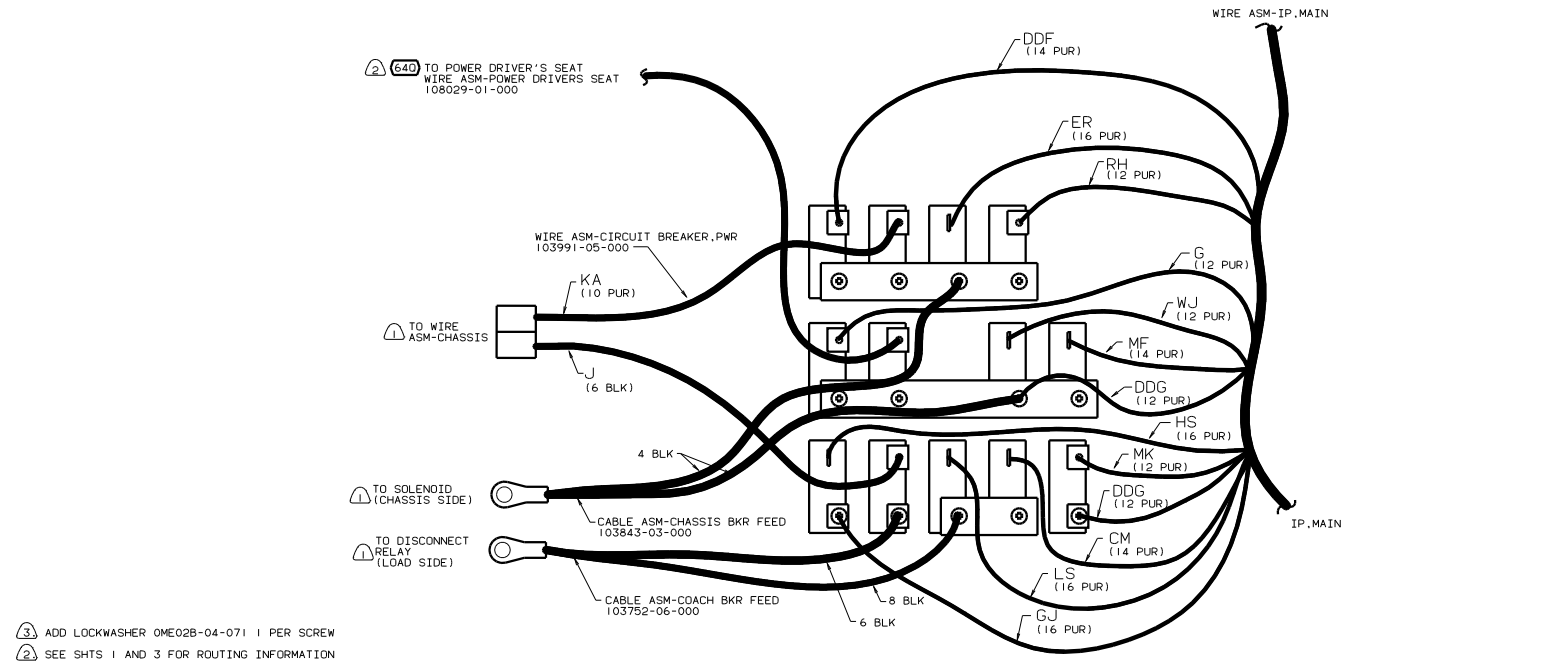 WIRE ASM-IP,MAIN
DDF
(14 PUR)
2 640 TO POWER DRIVER'S SEAT
WIRE ASM-POWER DRIVERS SEAT
108029-01-000
ER
(16 PUR)
RH
(12 PUR)
WIRE ASM-CIRCUIT BREAKER,PWR
103991-05-000
G
(12 PUR)
KA
(10 PUR)
WJ
(12 PUR)
1 TO WIRE
ASM-CHASSIS
MF
(14 PUR)
J
(6 BLK)
DDG
(12 PUR)
HS
(16 PUR)
4 BLK
MK
(12 PUR)
1 TO SOLENOID
(CHASSIS SIDE)
DDG
(12 PUR)
CABLE ASM-CHASSIS BKR FEED
103843-03-000
IP,MAIN
1 TO DISCONNECT
RELAY
(LOAD SIDE)
CM
(14 PUR)
LS
(16 PUR)
CABLE ASM-COACH BKR FEED
103752-06-000
8 BLK
6 BLK
GJ
(16 PUR)
3 ADD LOCKWASHER OME02B-04-071 1 PER SCREW
2 SEE SHTS 1 AND 3 FOR ROUTING INFORMATION